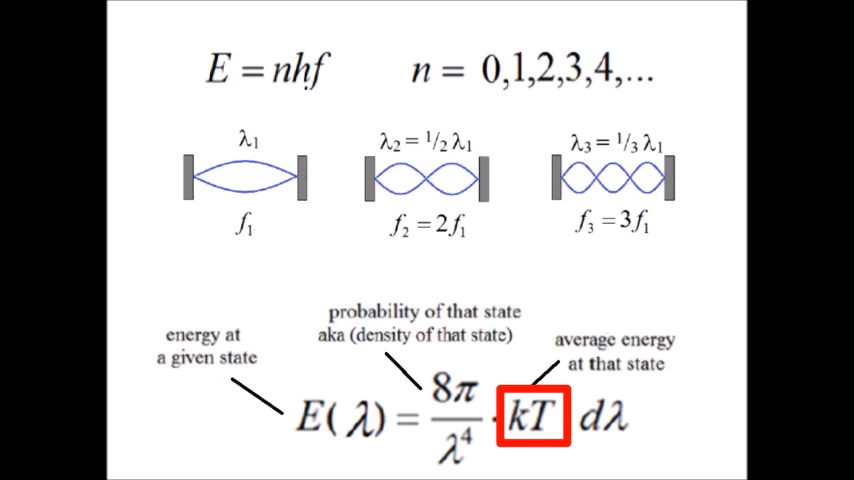 E = nhf n = 0,1,2,3,4,...
λ₁ λ₂ = ¹/₂ λ₁ λ₃ = ¹/₃ λ₁
f₁ f₂ = 2f₁ f₃ = 3f₁
probability of that state
aka (density of that state)
energy at
a given state
average energy
at that state
E(λ) = 8π/λ⁴ · kT dλ